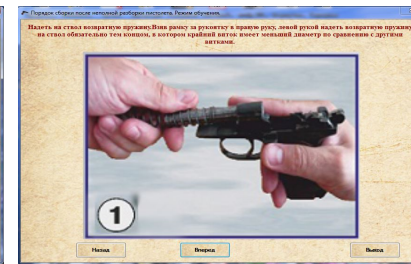 Порядок сборки после неполной разборки пистолета. Режим обучения.
Надеть на ствол возвратную пружину.Взяв рамку за рукоятку в правую руку, левой рукой надеть возвратную пружину
на ствол обязательно тем концом, в котором крайний виток имеет меньший диаметр по сравнению с другими
витками.
1
Назад
Вперед
Выход